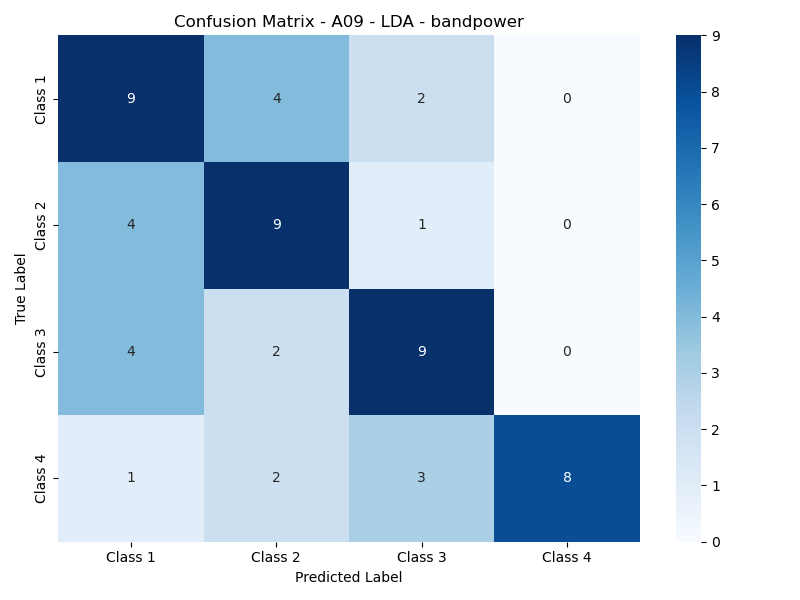 Confusion Matrix - A09 - LDA - bandpower
True Label
Class 1
9 4 2 0
Class 2
4 9 1 0
Class 3
4 2 9 0
Class 4
1 2 3 8
Class 1 Class 2 Class 3 Class 4
Predicted Label
9
8
7
6
5
4
3
2
1
0